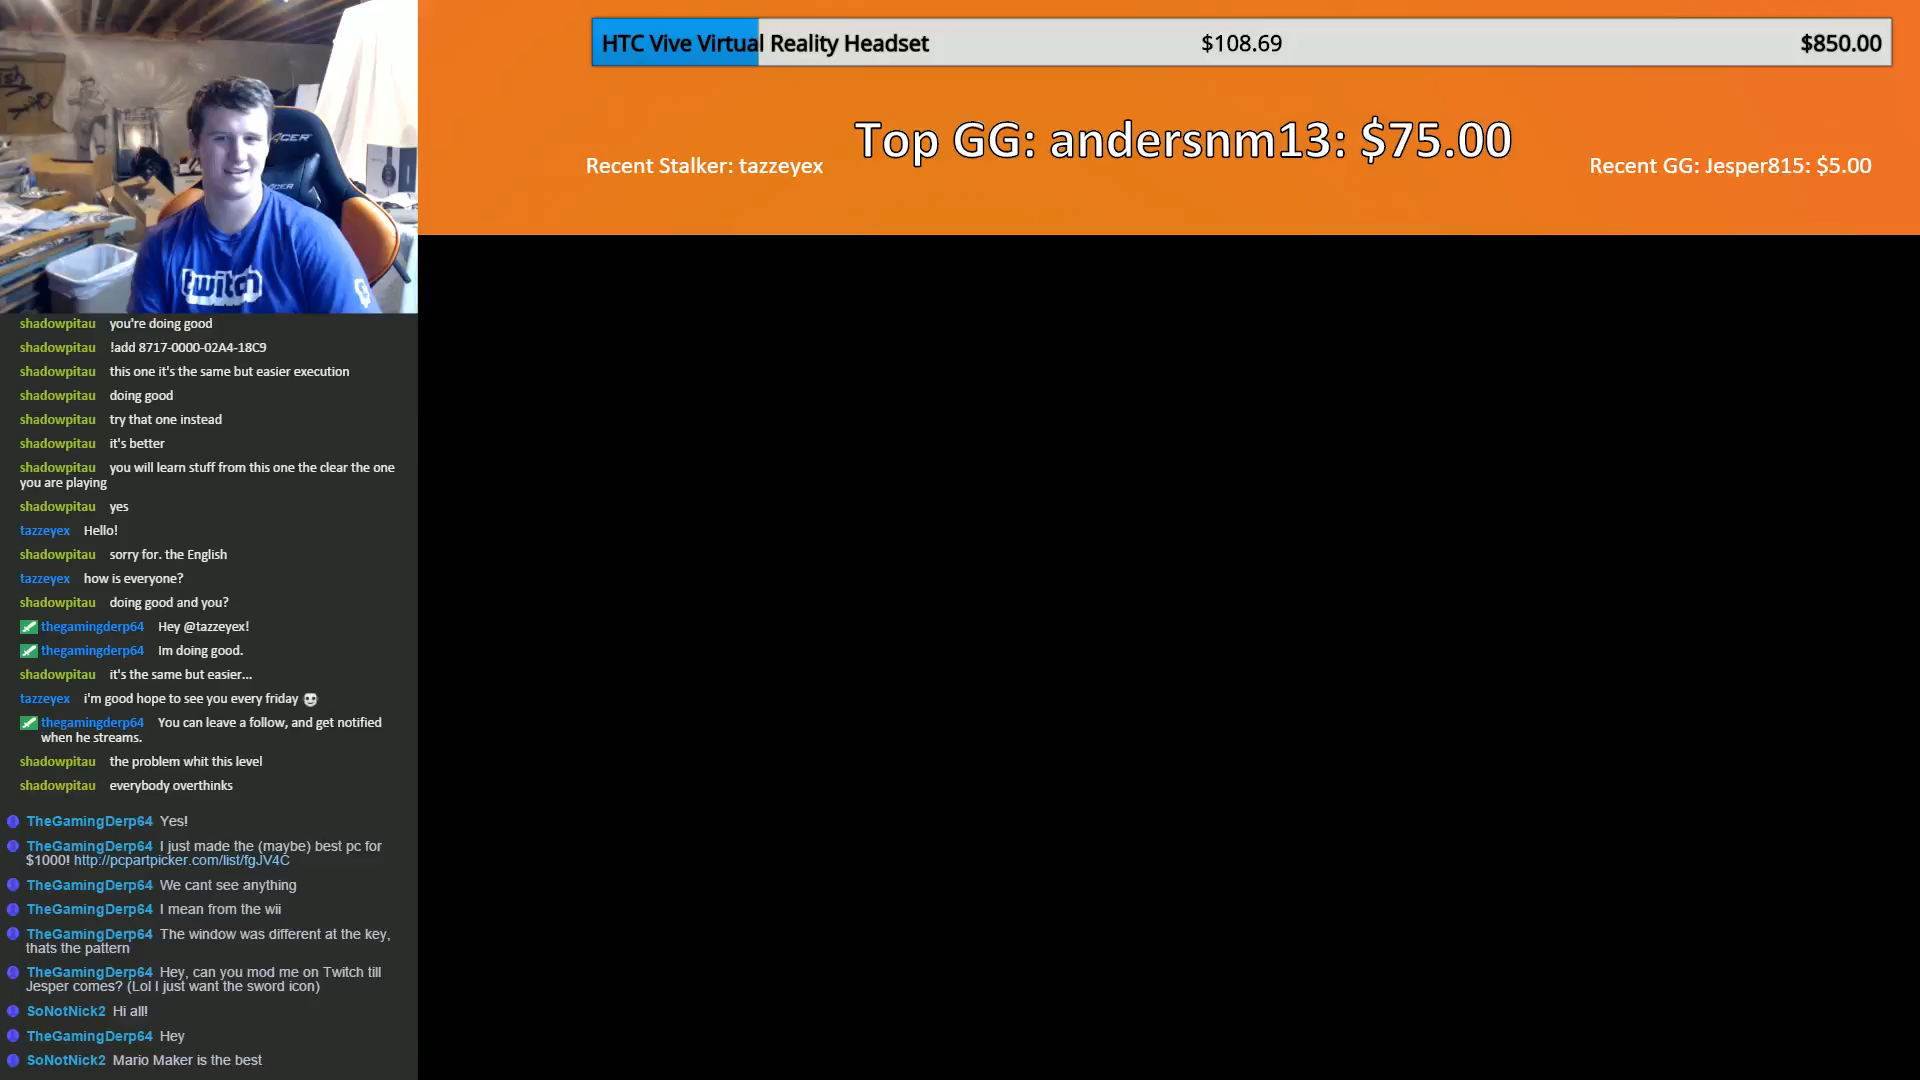 HTC Vive Virtual Reality Headset $108.69 $850.00
Top GG: andersnm13: $75.00
Recent Stalker: tazzeyex
Recent GG: Jesper815: $5.00
twitch
shadowpitau you're doing good
shadowpitau !add 8717-0000-02A4-18C9
shadowpitau this one it's the same but easier execution
shadowpitau doing good
shadowpitau try that one instead
shadowpitau it's better
shadowpitau you will learn stuff from this one the clear the one
you are playing
shadowpitau yes
tazzeyex Hello!
shadowpitau sorry for. the English
tazzeyex how is everyone?
shadowpitau doing good and you?
thegamingderp64 Hey @tazzeyex!
thegamingderp64 Im doing good.
shadowpitau it's the same but easier...
tazzeyex i'm good hope to see you every friday
thegamingderp64 You can leave a follow, and get notified
when he streams.
shadowpitau the problem whit this level
shadowpitau everybody overthinks
TheGamingDerp64 Yes!
TheGamingDerp64 I just made the (maybe) best pc for
$1000! http://pcpartpicker.com/list/fgJV4C
TheGamingDerp64 We cant see anything
TheGamingDerp64 I mean from the wii
TheGamingDerp64 The window was different at the key,
thats the pattern
TheGamingDerp64 Hey, can you mod me on Twitch till
Jesper comes? (Lol I just want the sword icon)
SoNotNick2 Hi all!
TheGamingDerp64 Hey
SoNotNick2 Mario Maker is the best